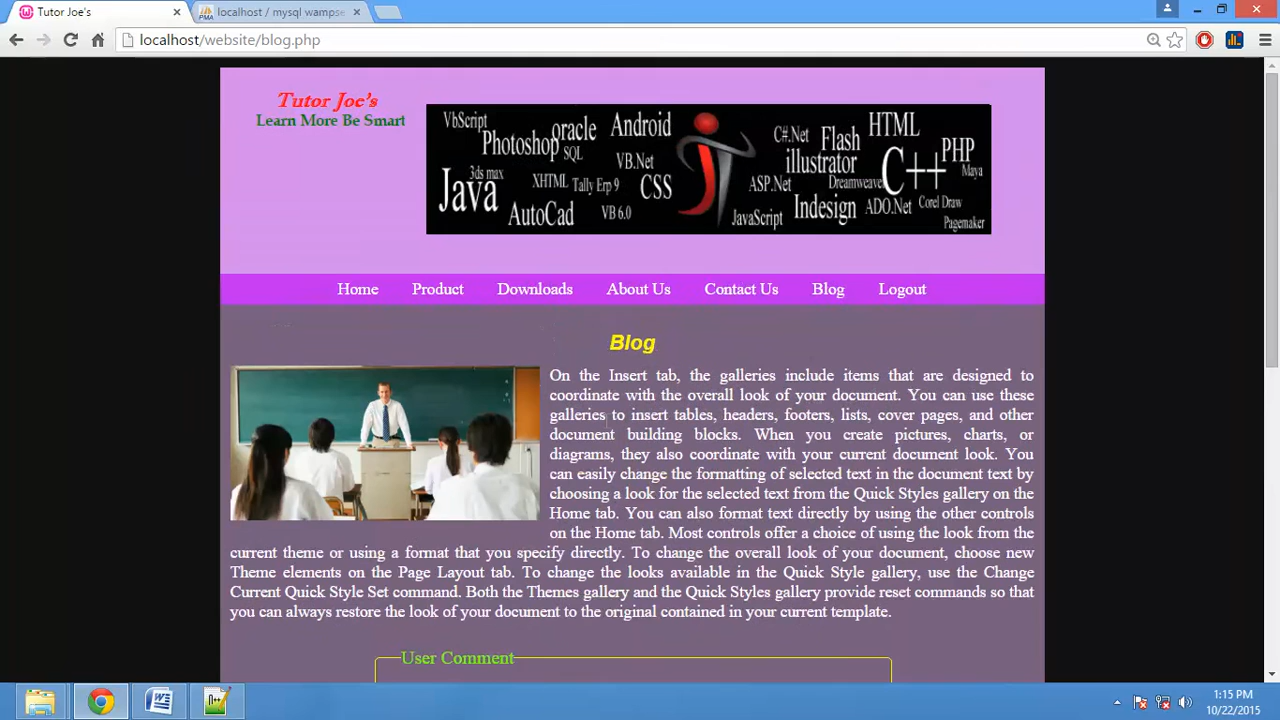 Tutor Joe's
localhost / mysql wampse
localhost/website/blog.php
Tutor Joe's
Learn More Be Smart
VbScript Photoshop oracle Android C#.Net Flash HTML
SQL VB.Net illustrator PHP
Java 3ds max XHTML Tally Erp 9 CSS ASP.Net Dreamweaver C++ Maya
AutoCad VB 6.0 JavaScript Indesign ADO.Net Corel Draw
Pagemaker
Home Product Downloads About Us Contact Us Blog Logout
Blog
On the Insert tab, the galleries include items that are designed to
coordinate with the overall look of your document. You can use these
galleries to insert tables, headers, footers, lists, cover pages, and other
document building blocks. When you create pictures, charts, or
diagrams, they also coordinate with your current document look. You
can easily change the formatting of selected text in the document text by
choosing a look for the selected text from the Quick Styles gallery on the
Home tab. You can also format text directly by using the other controls
on the Home tab. Most controls offer a choice of using the look from the
current theme or using a format that you specify directly. To change the overall look of your document, choose new
Theme elements on the Page Layout tab. To change the looks available in the Quick Style gallery, use the Change
Current Quick Style Set command. Both the Themes gallery and the Quick Styles gallery provide reset commands so that
you can always restore the look of your document to the original contained in your current template.
User Comment
1:15 PM
10/22/2015